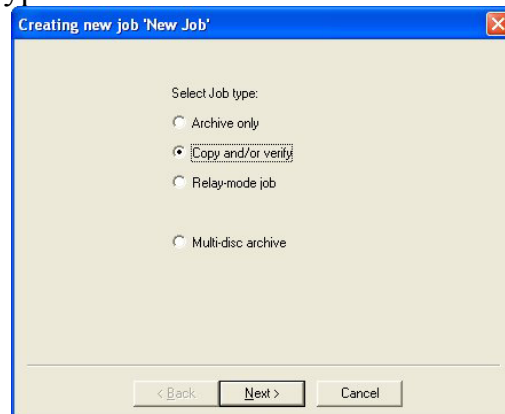 Creating new job 'New Job'
Select Job type:
Archive only
Copy and/or verify
Relay-mode job
Multi-disc archive
< Back Next > Cancel